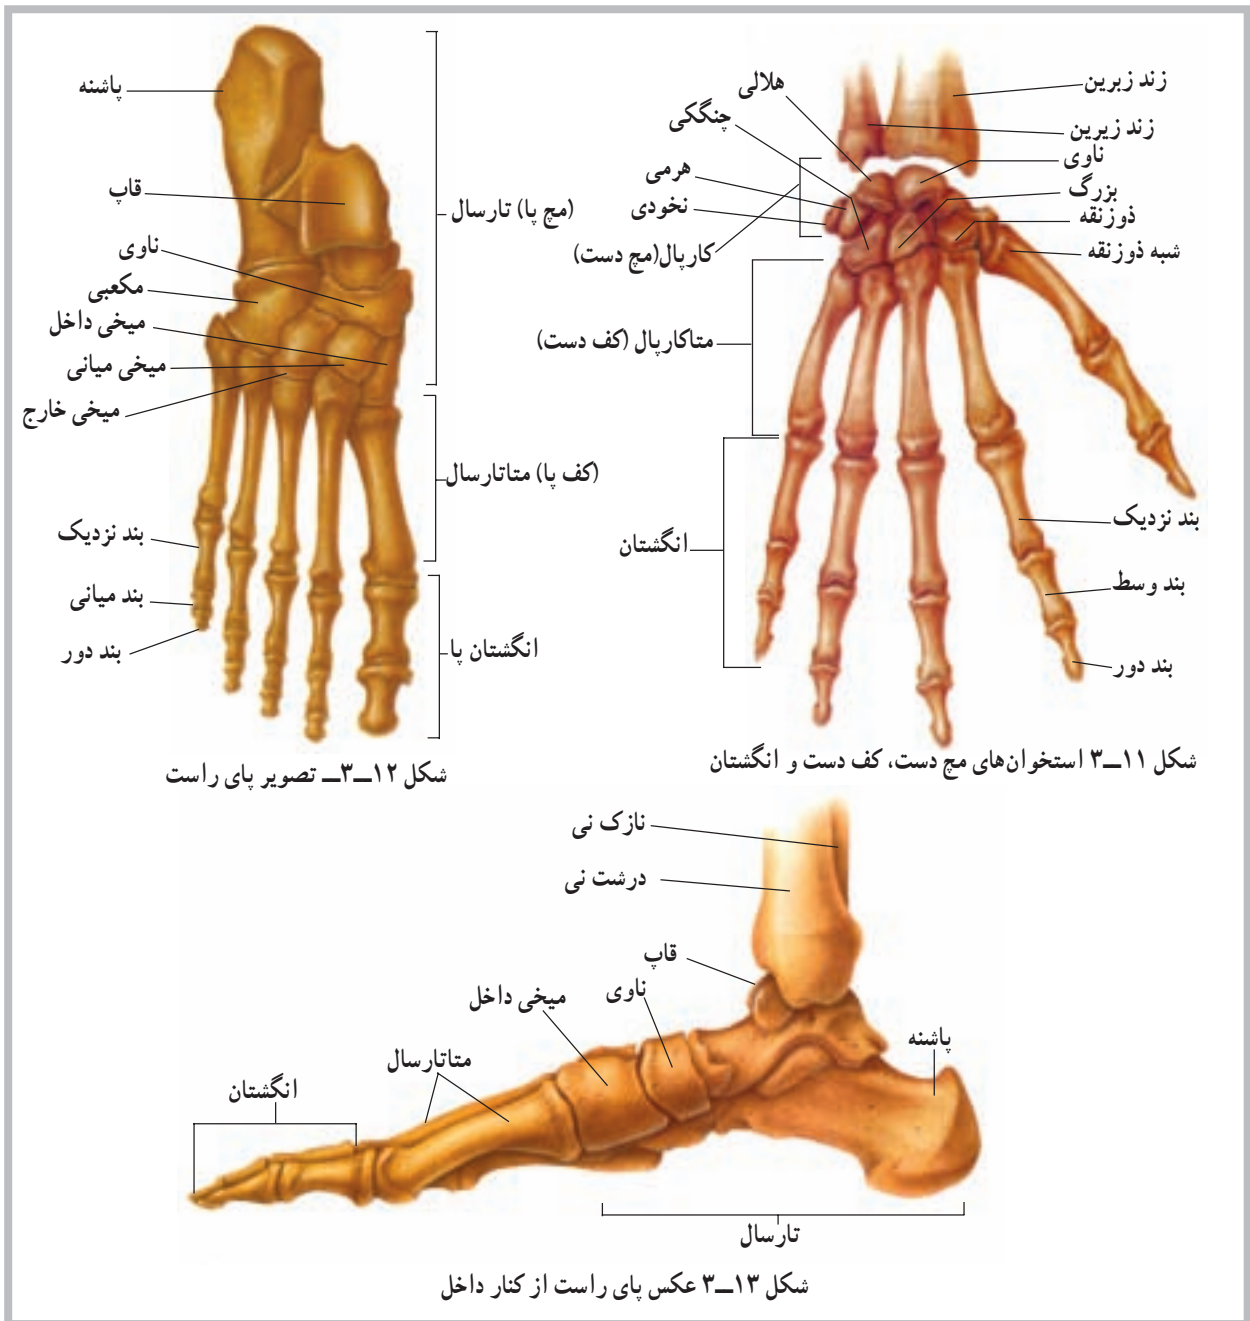 زند زبرین
زند زیرین
ناوی
بزرگ
ذوزنقه
شبه ذوزنقه
هلالی
چنگکی
هرمی
نخودی
کارپال(مچ دست)
متاکارپال (کف دست)
انگشتان
بند نزدیک
بند وسط
بند دور
شکل ۱۱ــ۳ استخوان‌های مچ دست، کف دست و انگشتان
پاشنه
قاپ
ناوی
مکعبی
میخی داخل
میخی میانی
میخی خارج
(مچ پا) تارسال
(کف پا) متاتارسال
بند نزدیک
بند میانی
بند دور
انگشتان پا
شکل ۱۲ــ۳ــ تصویر پای راست
نازک نی
درشت نی
قاپ
ناوی
میخی داخل
متاتارسال
انگشتان
پاشنه
تارسال
شکل ۱۳ــ۳ عکس پای راست از کنار داخل